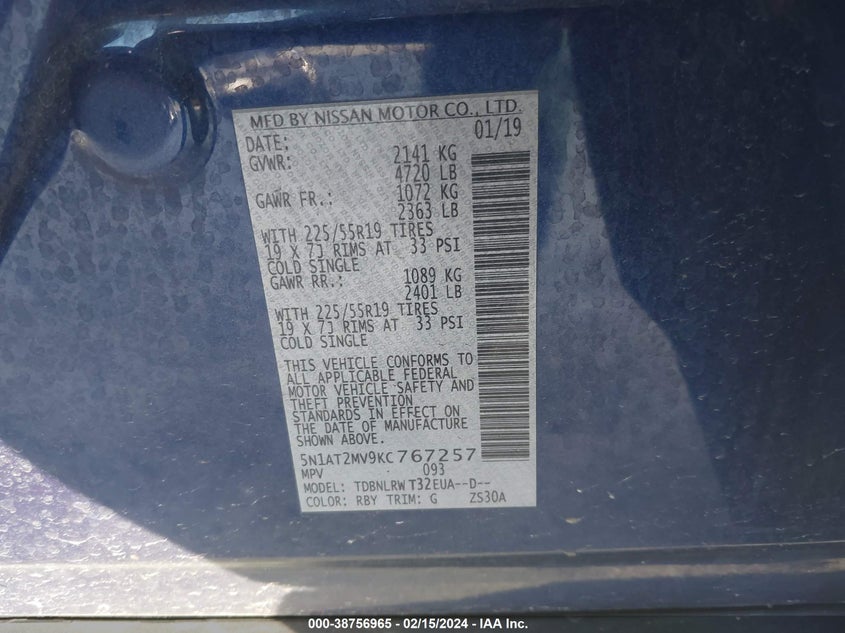 MFD BY NISSAN MOTOR CO., LTD.
DATE: 01/19
GVWR: 2141 KG
4720 LB
GAWR FR.: 1072 KG
2363 LB
WITH 225/55R19 TIRES
19 X 7J RIMS AT 33 PSI
COLD SINGLE
GAWR RR.: 1089 KG
2401 LB
WITH 225/55R19 TIRES
19 X 7J RIMS AT 33 PSI
COLD SINGLE
THIS VEHICLE CONFORMS TO
ALL APPLICABLE FEDERAL
MOTOR VEHICLE SAFETY AND
THEFT PREVENTION
STANDARDS IN EFFECT ON
THE DATE OF MANUFACTURE
SHOWN ABOVE.
5N1AT2MV9KC767257
MPV 093
MODEL: TDBNLRW T32EUA--D--
COLOR: RBY TRIM: G ZS30A
000-38756965 - 02/15/2024 - IAA Inc.